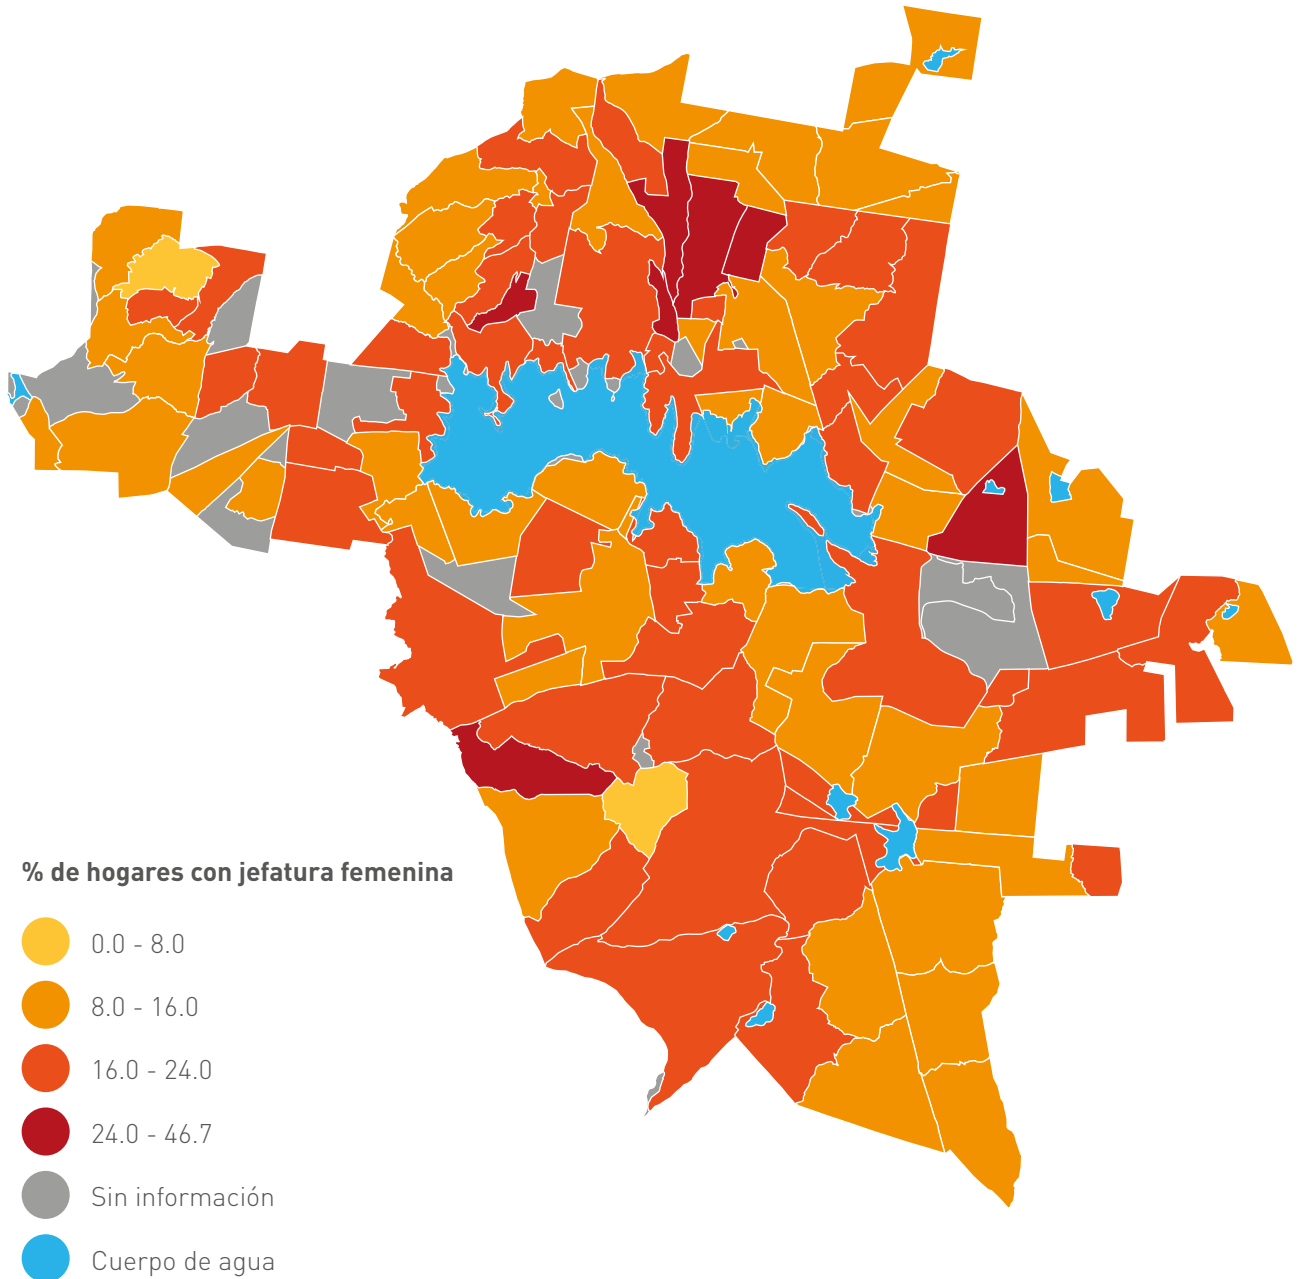 % de hogares con jefatura femenina
0.0 - 8.0
8.0 - 16.0
16.0 - 24.0
24.0 - 46.7
Sin información
Cuerpo de agua